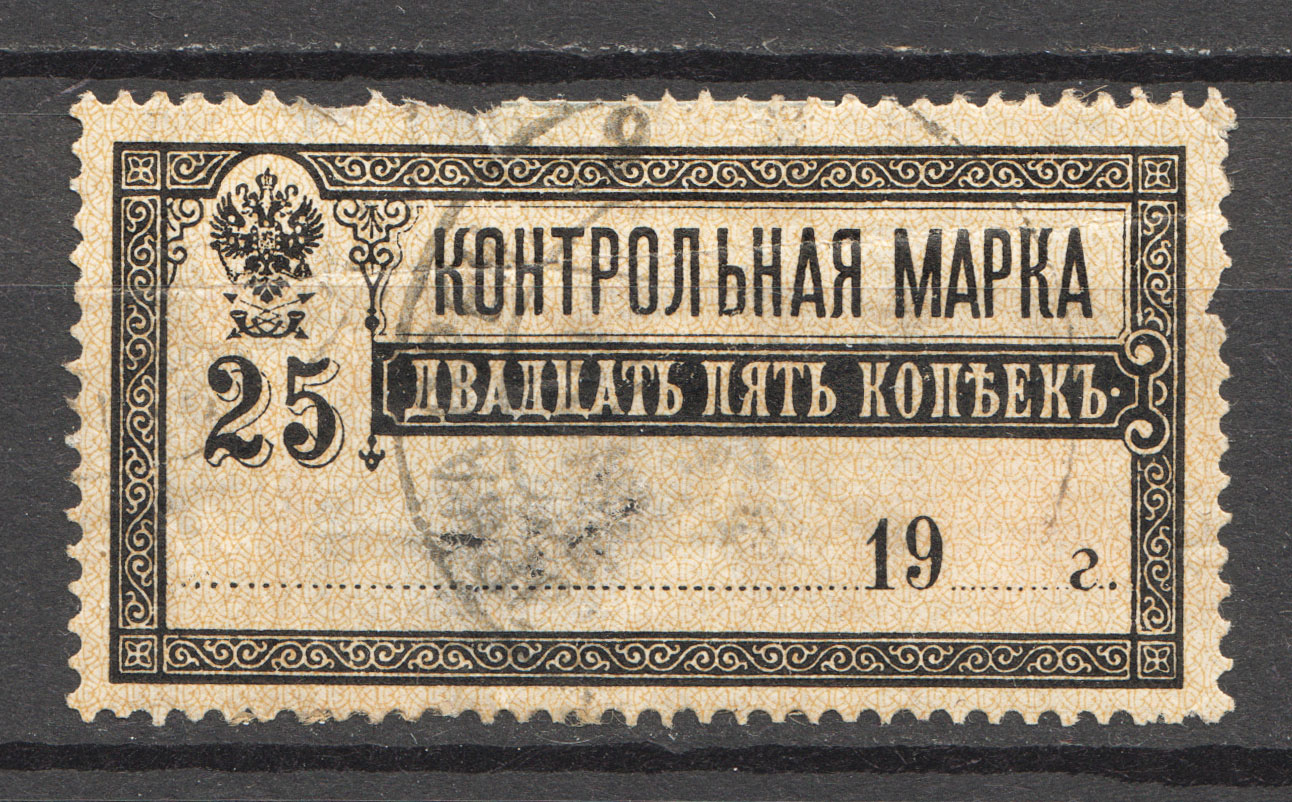 КОНТРОЛЬНАЯ МАРКА
25
ДВАДЦАТЬ ПЯТЬ КОПѢЕКЪ.
19 г.